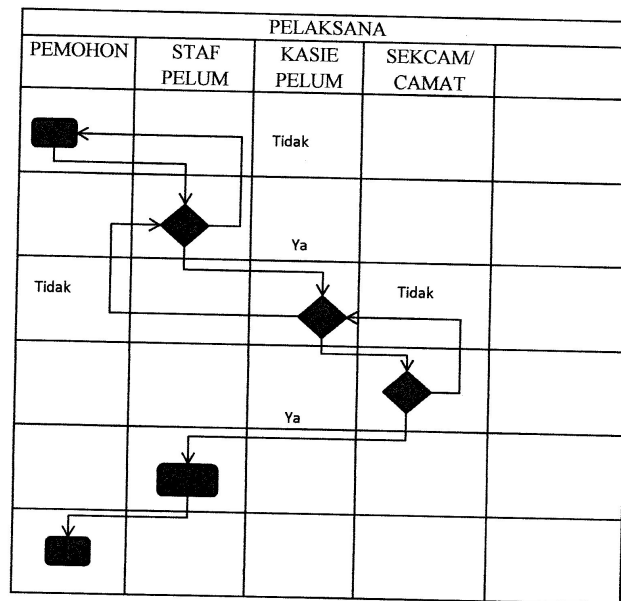 PELAKSANA
PEMOHON
STAF
PELUM
KASIE
PELUM
SEKCAM/
CAMAT
Tidak
Ya
Tidak
Tidak
Ya